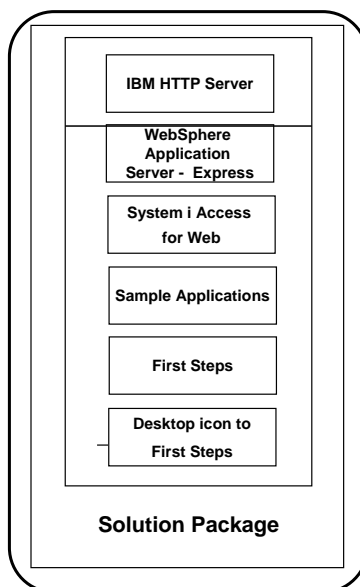 IBM HTTP Server
WebSphere
Application
Server - Express
System i Access
for Web
Sample Applications
First Steps
Desktop icon to
First Steps
Solution Package